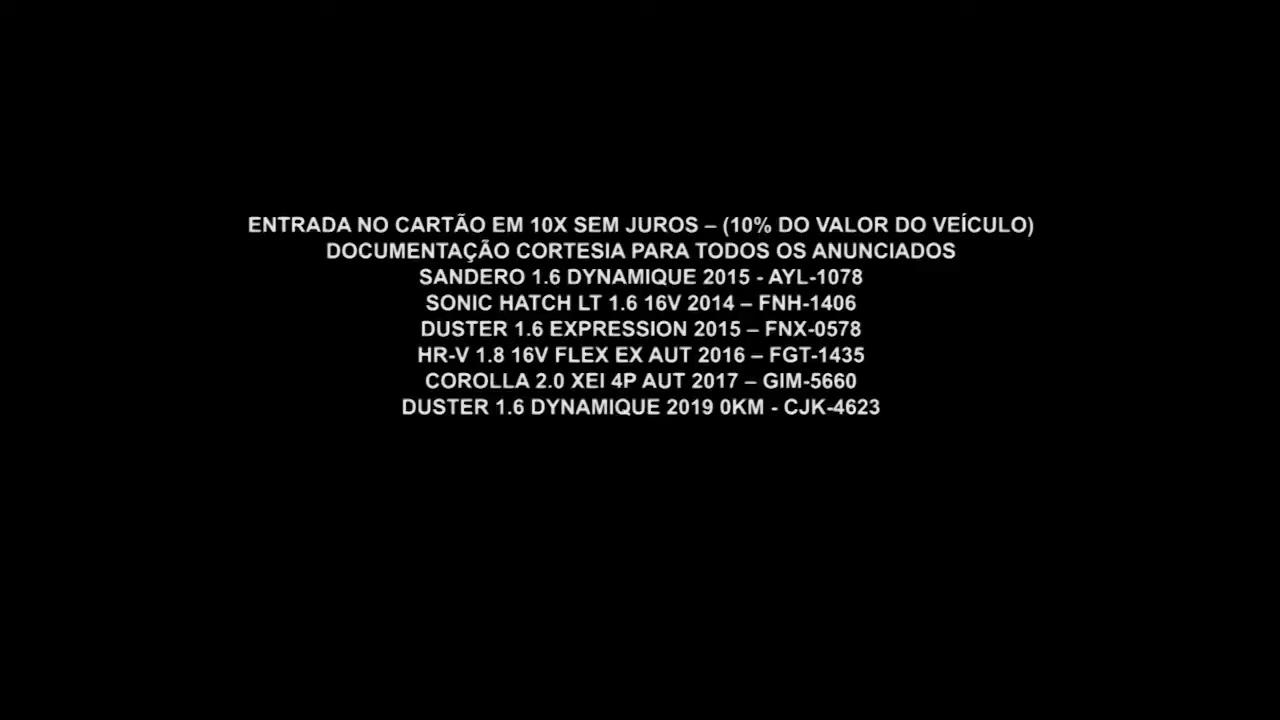 ENTRADA NO CARTÃO EM 10X SEM JUROS – (10% DO VALOR DO VEÍCULO)
DOCUMENTAÇÃO CORTESIA PARA TODOS OS ANUNCIADOS
SANDERO 1.6 DYNAMIQUE 2015 - AYL-1078
SONIC HATCH LT 1.6 16V 2014 – FNH-1406
DUSTER 1.6 EXPRESSION 2015 – FNX-0578
HR-V 1.8 16V FLEX EX AUT 2016 – FGT-1435
COROLLA 2.0 XEI 4P AUT 2017 – GIM-5660
DUSTER 1.6 DYNAMIQUE 2019 0KM - CJK-4623